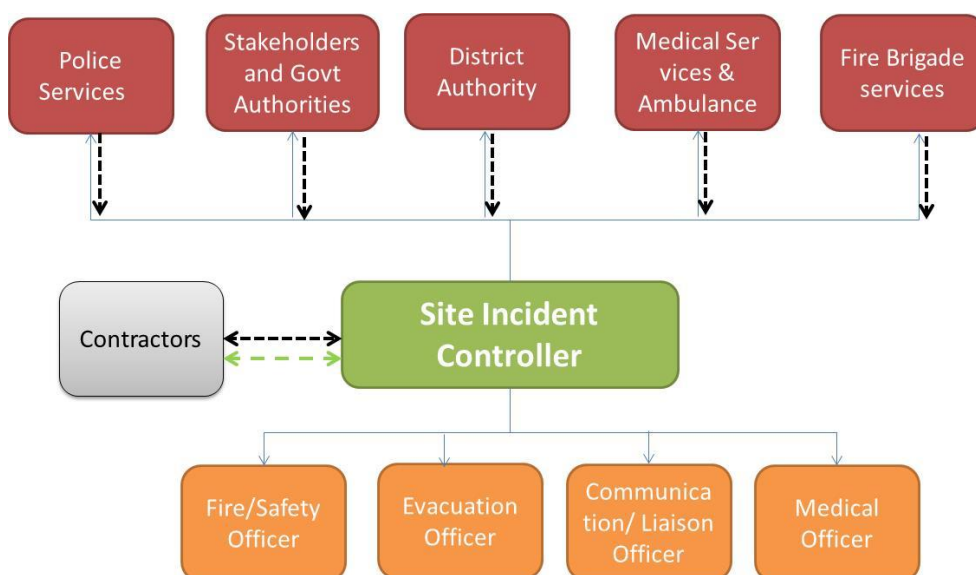 Police
Services
Stakeholders
and Govt
Authorities
District
Authority
Medical Ser
vices &
Ambulance
Fire Brigade
services
Contractors
Site Incident
Controller
Fire/Safety
Officer
Evacuation
Officer
Communica
tion/ Liaison
Officer
Medical
Officer